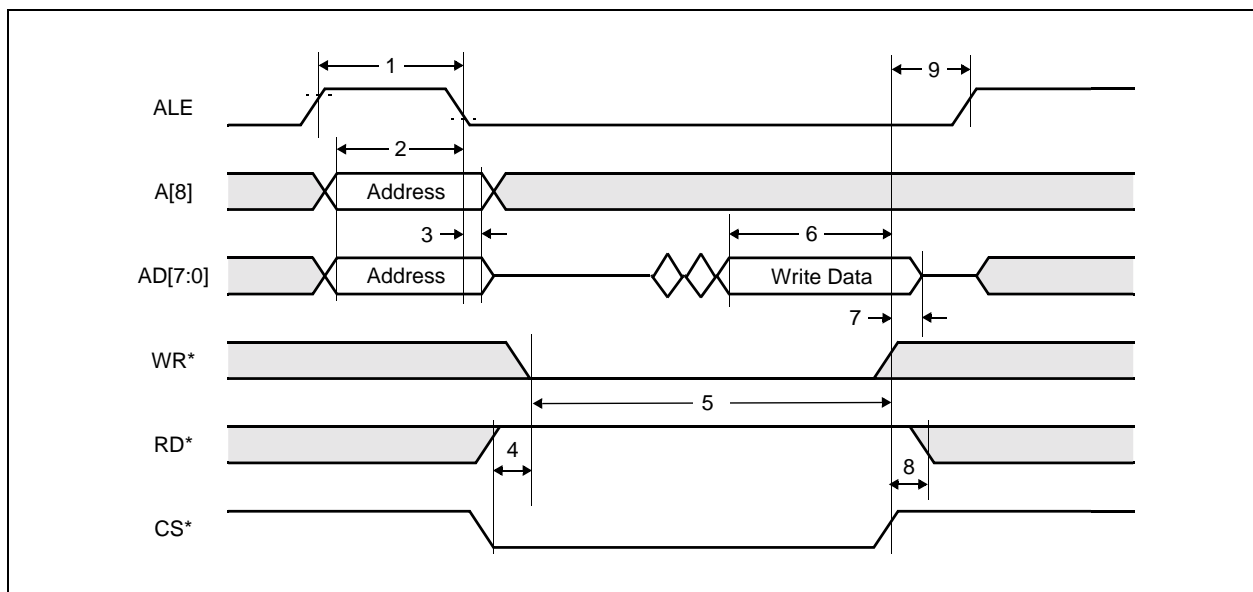 1
9
ALE
2
A[8]
Address
3
6
AD[7:0]
Address
Write Data
7
WR*
5
RD*
4
8
CS*